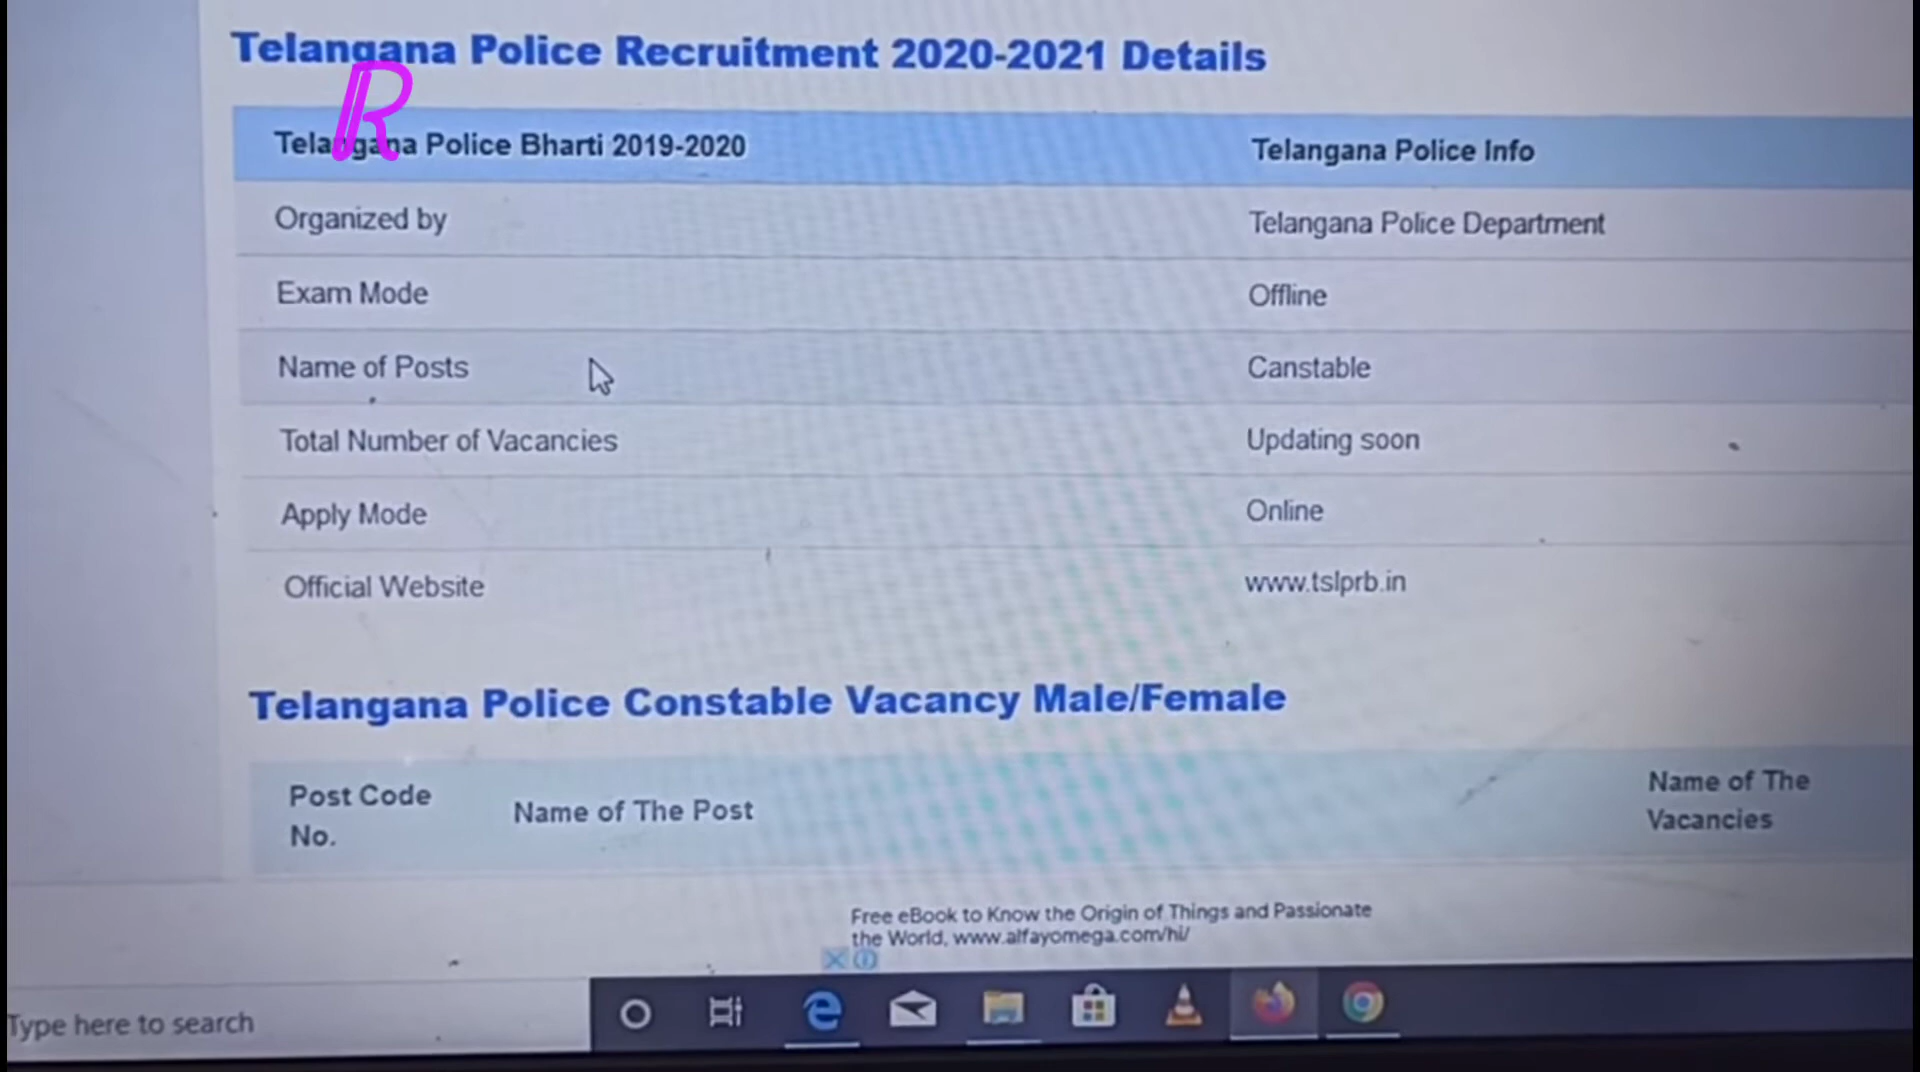 Telangana Police Recruitment 2020-2021 Details
R
Telangana Police Bharti 2019-2020 Telangana Police Info
Organized by Telangana Police Department
Exam Mode Offline
Name of Posts Canstable
Total Number of Vacancies Updating soon
Apply Mode Online
Official Website www.tslprb.in
Telangana Police Constable Vacancy Male/Female
Post Code No. Name of The Post Name of The Vacancies
Free eBook to Know the Origin of Things and Passionate
the World, www.alfayomega.com/hi/
Type here to search